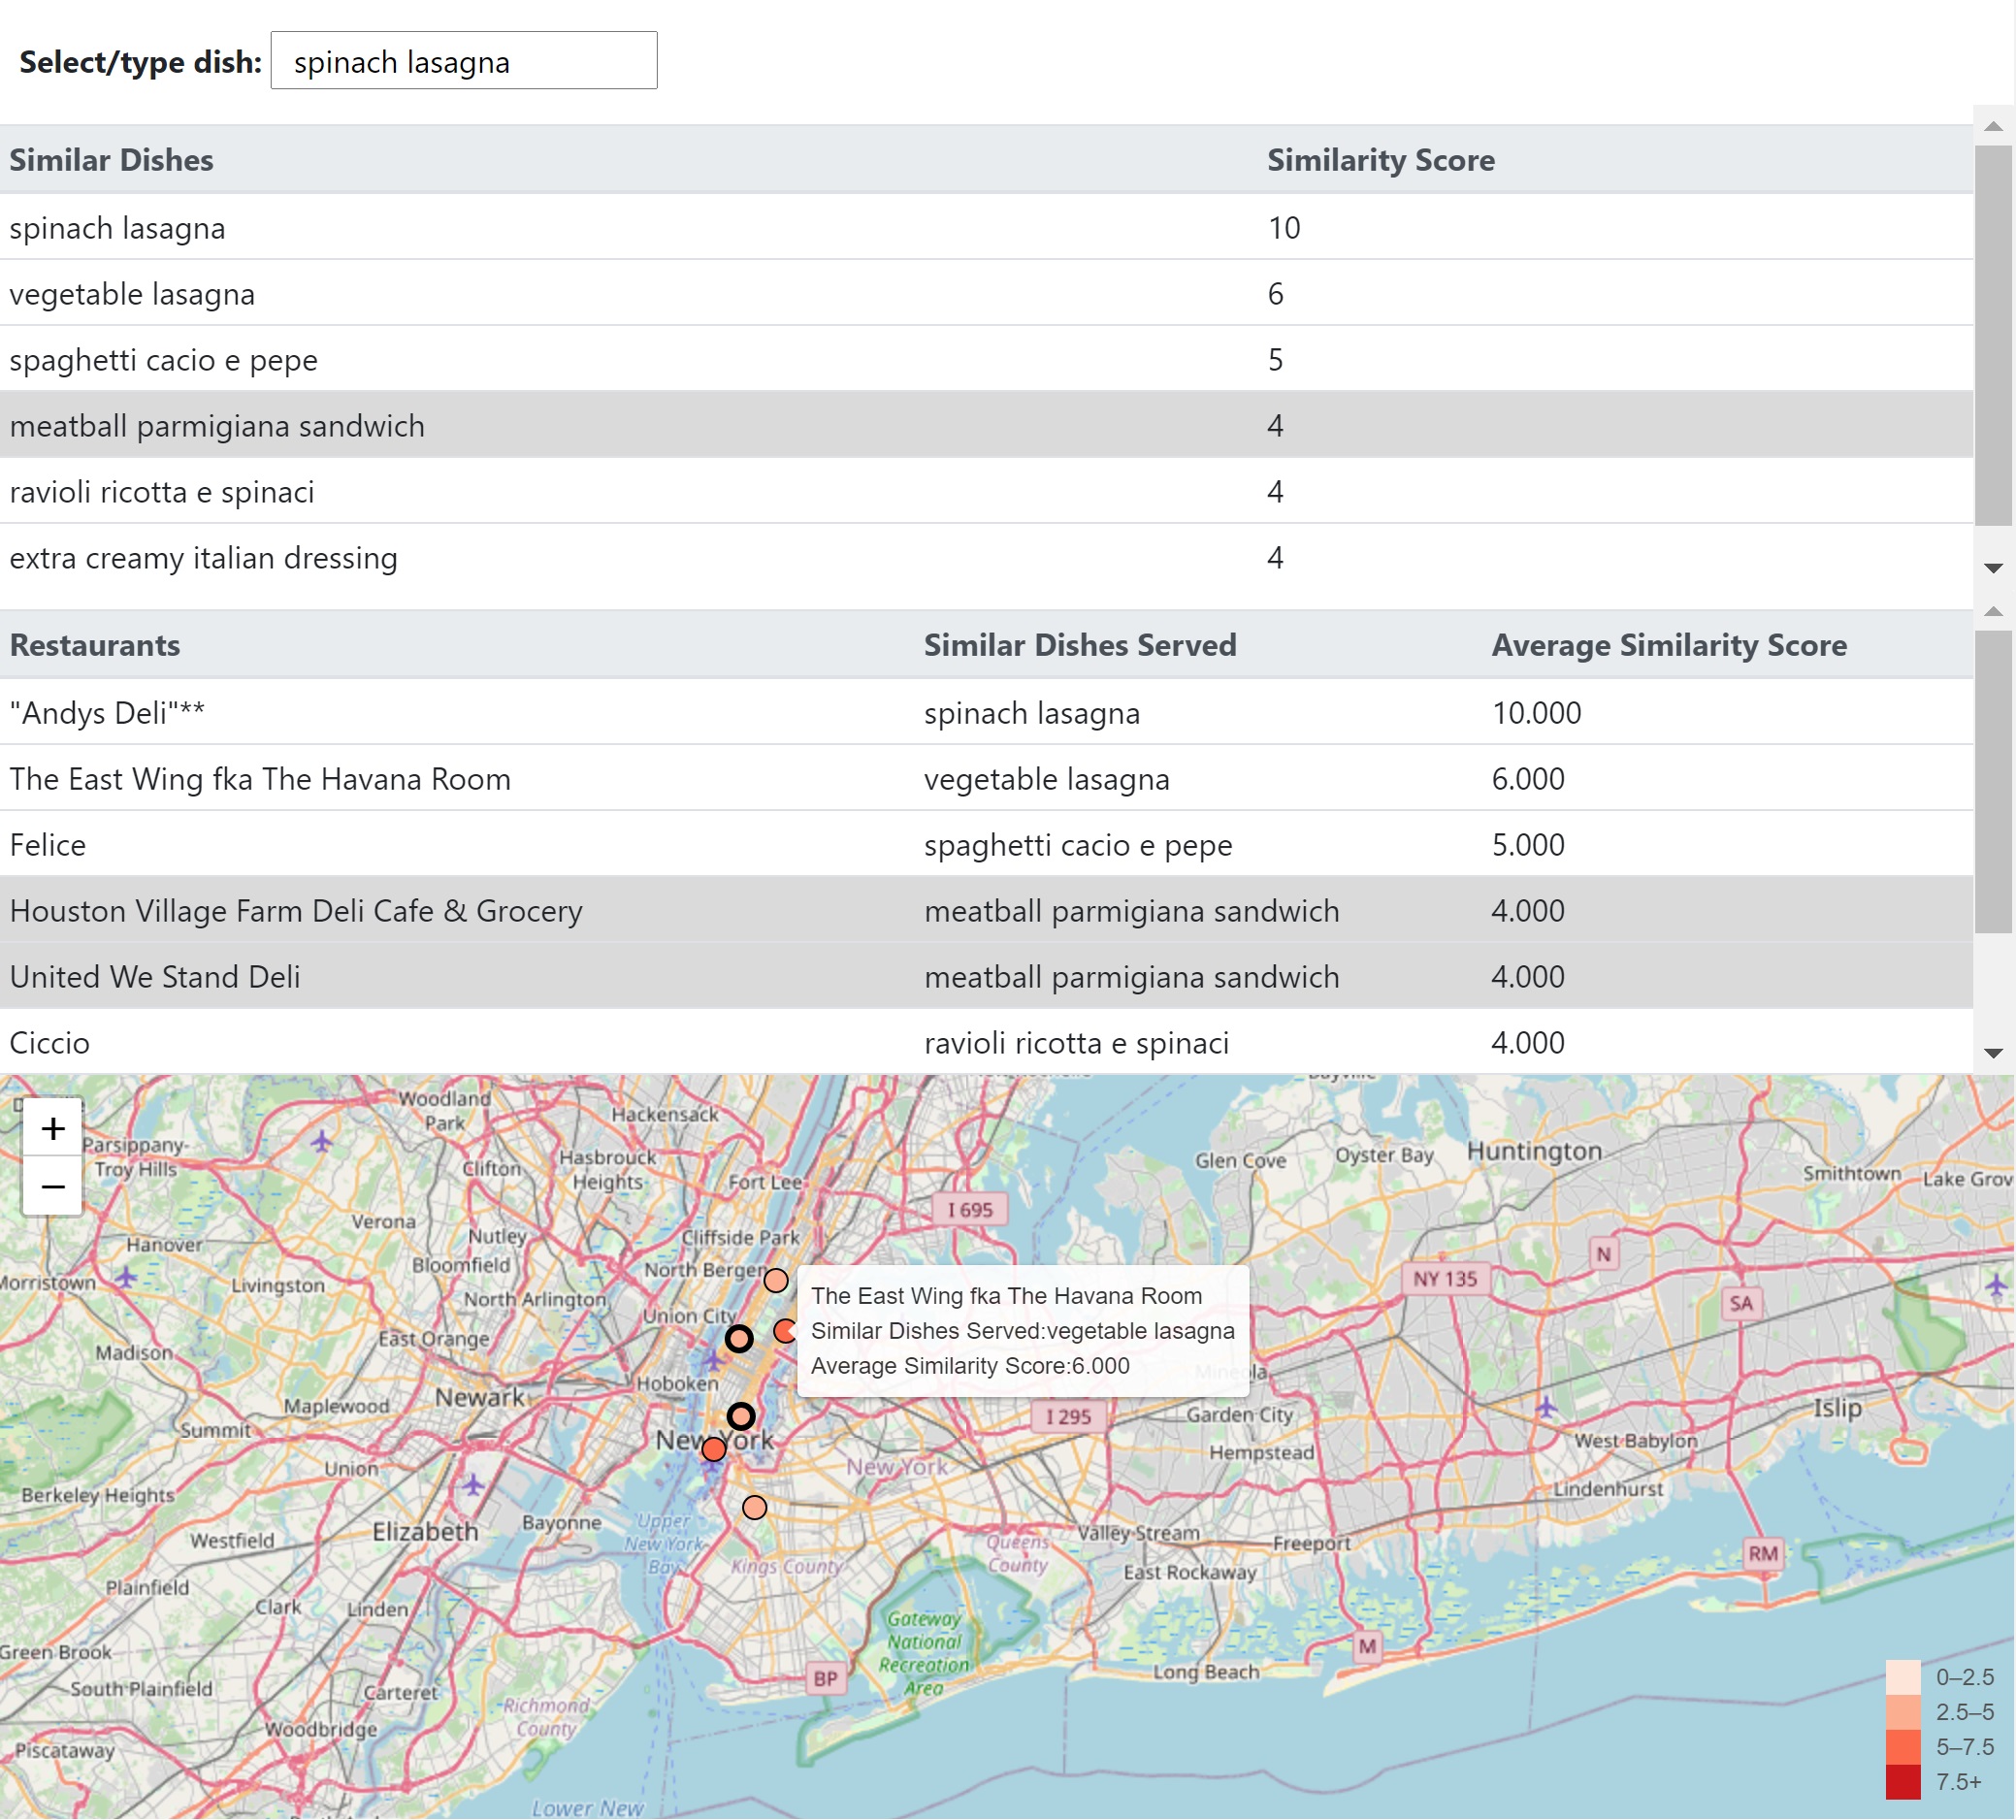 Select/type dish: spinach lasagna
Similar Dishes Similarity Score
spinach lasagna 10
vegetable lasagna 6
spaghetti cacio e pepe 5
meatball parmigiana sandwich 4
ravioli ricotta e spinaci 4
extra creamy italian dressing 4
Restaurants Similar Dishes Served Average Similarity Score
"Andys Deli"** spinach lasagna 10.000
The East Wing fka The Havana Room vegetable lasagna 6.000
Felice spaghetti cacio e pepe 5.000
Houston Village Farm Deli Cafe & Grocery meatball parmigiana sandwich 4.000
United We Stand Deli meatball parmigiana sandwich 4.000
Ciccio ravioli ricotta e spinaci 4.000
+
−
Woodland
Park
Hackensack
Parsippany-
Troy Hills
Clifton
Hasbrouck
Heights
Fort Lee
Glen Cove
Oyster Bay
Huntington
Smithtown
Lake Grov
I 695
Verona
Nutley
Cliffside Park
Hanover
Bloomfield
North Bergen
N
NY 135
Morristown
Livingston
North Arlington
Union City
SA
The East Wing fka The Havana Room
Similar Dishes Served:vegetable lasagna
Average Similarity Score:6.000
East Orange
Madison
Mineola
Hoboken
Newark
Maplewood
Summit
New York
I 295
Garden City
Islip
Hempstead
West Babylon
Union
New York
Berkeley Heights
Lindenhurst
Westfield
Elizabeth
Bayonne
Upper
New York
Bay
Valley Stream
Freeport
Kings County
Queens
County
East Rockaway
RM
Plainfield
Clark
Linden
Gateway
National
Recreation
Area
Green Brook
M
Long Beach
BP
South Plainfield
Carteret
Richmond
County
Woodbridge
Piscataway
Lower New
0–2.5
2.5–5
5–7.5
7.5+